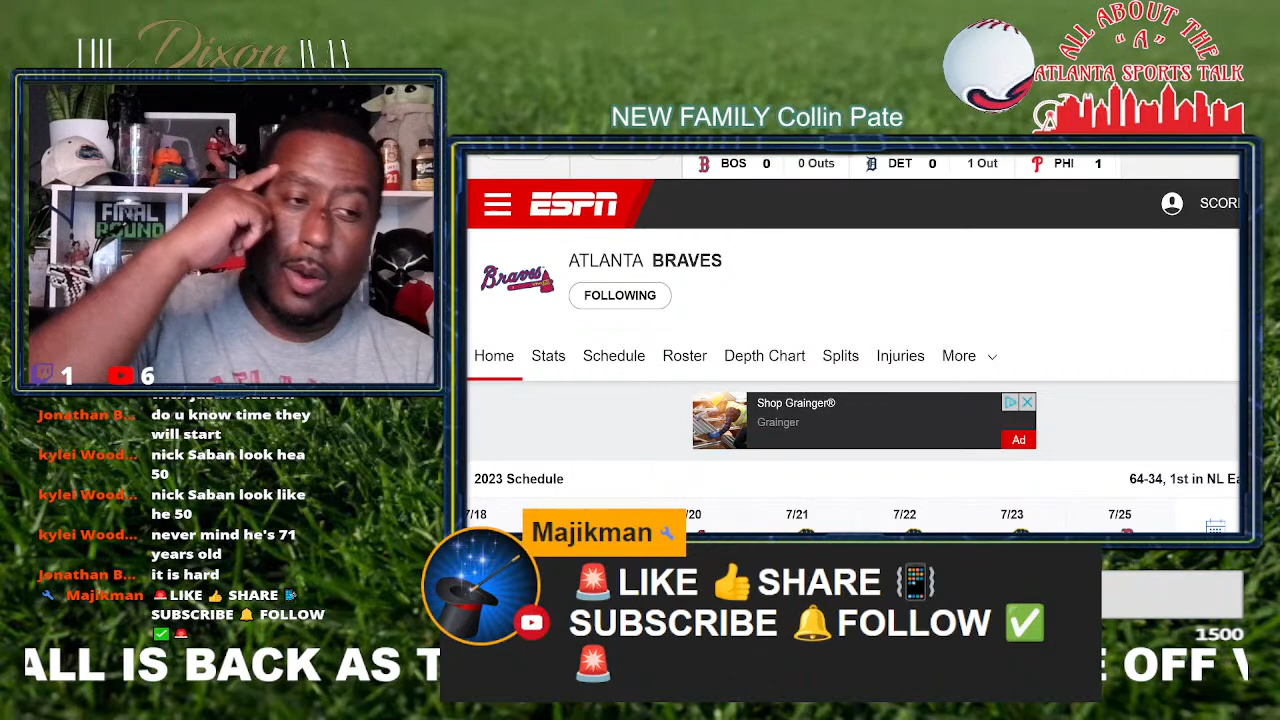 Dixon
ALL ABOUT THE
"A"
ATLANTA SPORTS TALK
NEW FAMILY Collin Pate
BOS 0 0 Outs DET 0 1 Out PHI 1
ESPN
SCOR
ATLANTA BRAVES
Braves
FOLLOWING
Home Stats Schedule Roster Depth Chart Splits Injuries More
Shop Grainger®
Grainger
Ad
2023 Schedule 64-34, 1st in NL Ea
7/18 /20 7/21 7/22 7/23 7/25
FINAL
ROUND
1 6
Jonathan B... do u know time they
will start
kylei Wood... nick Saban look hea
50
kylei Wood... nick Saban look like
he 50
kylei Wood... never mind he's 71
years old
Jonathan B... it is hard
Majikman 🚨LIKE 👍 SHARE 📲
SUBSCRIBE 🔔 FOLLOW
✅ 🚨
Majikman
🚨LIKE 👍SHARE 📳
SUBSCRIBE 🔔FOLLOW ✅
🚨
1500
ALL IS BACK AS T E OFF